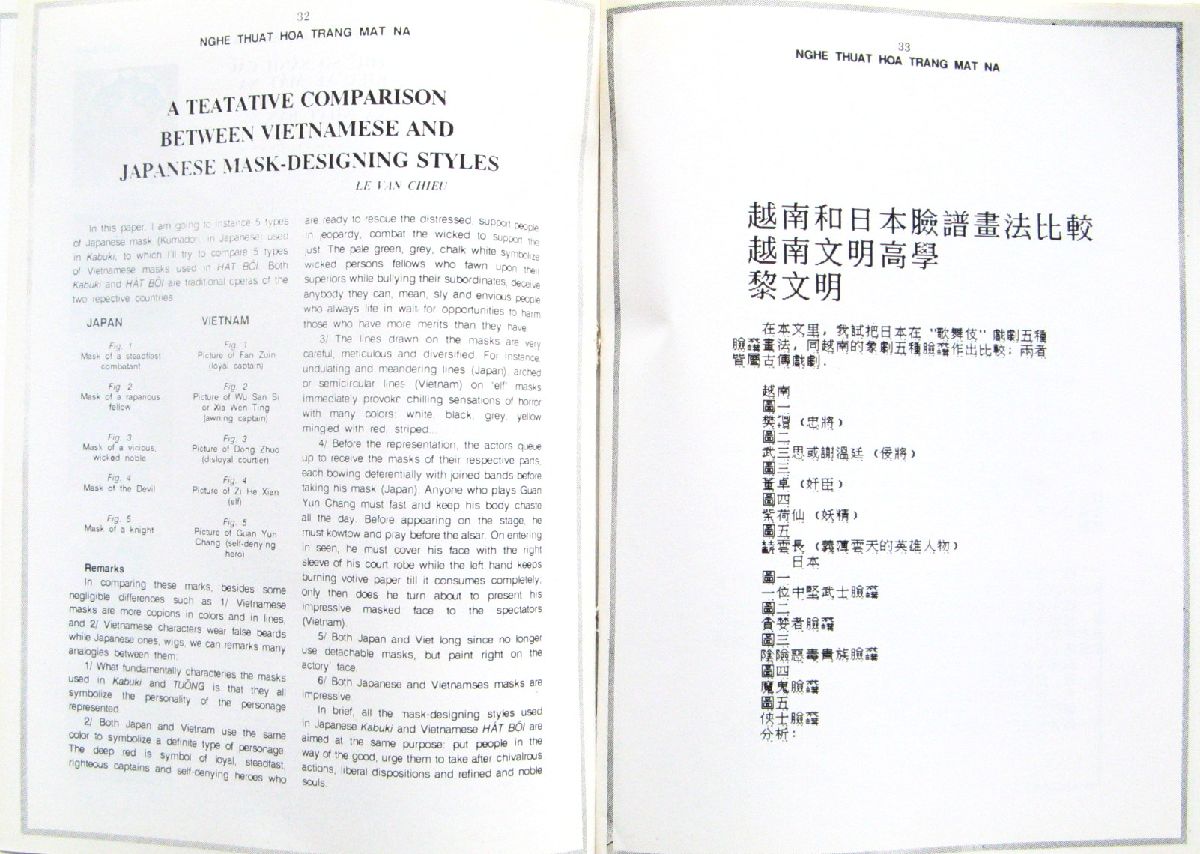 32
NGHE THUAT HOA TRANG MAT NA
A TEATATIVE COMPARISON
BETWEEN VIETNAMESE AND
JAPANESE MASK-DESIGNING STYLES
LE VAN CHIEU
In this paper, I am going to instance 5 types
of Japanese mask (Kumadori, in Japanese) used
in Kabuki, to which I'll try to compare 5 types
of Vietnamese masks used in HÁT BÔI. Both
Kabuki and HÁT BÔI are traditional operas of the
two repective countries.
JAPAN
Fig. 1
Mask of a steadfast
combatant
Fig 2
Mask of a rapanous
fellow
Fig. 3
Mask of a vicious,
wicked noble
Fig. 4
Mask of the Devil
Fig. 5
Mask of a knight
VIETNAM
Fig. 1
Picture of Fan Zuin
(loyal captain)
Fig. 2
Picture of Wu San Si
or Xia Wen Ting
(awning captain)
Fig. 3
Picture of Dong Zhuo
(disloyal courtier)
Fig. 4
Picture of Zi He Xian
(elf)
Fig. 5
Picture of Guan Yun
Chang (self-denying
hero)
Remarks
In comparing these marks, besides some
negligible differences such as 1/ Vietnamese
masks are more copions in colors and in lines,
and 2/ Vietnamese characters wear false beards
while Japanese ones, wigs, we can remarks many
analogies between them:
1/ What fundamentally characteries the masks
used in Kabuki and TUÔNG is that they all
symbolize the personality of the personage
represented.
2/ Both Japan and Vietnam use the same
color to symbolize a definite type of personage.
The deep red is symbol of loyal, steadfast,
righteous captains and self-denying heroes who
are ready to rescue the distressed, support people
in jeopardy, combat the wicked to support the
just. The pale green, grey, chalk white symbolize
wicked persons fellows who fawn upon their
superiors while bullying their subordinates, deceive
anybody they can, mean, sly and envious people
who always life in wait for opportunities to harm
those who have more merits than they have.
3/ The lines drawn on the masks are very
careful, meticulous and diversified. For instance
undulating and meandering lines (Japan), arched
or semicircular lines (Vietnam) on "elf" masks
immediately provoke chilling sensations of horror
with many colors: white, black, grey, yellow
mingled with red, striped...
4/ Before the representation, the actors queue
up to receive the masks of their respective parts,
each bowing deferentially with joined bands before
taking his mask (Japan). Anyone who plays Guan
Yun Chang must fast and keep his body chaste
all the day. Before appearing on the stage, he
must kowtow and play before the alsar. On entering
in seen, he must cover his face with the right
sleeve of his court robe while the left hand keeps
burning votive paper till it consumes completely;
only then does he turn about to present his
impressive masked face to the spectators
(Vietnam).
5/ Both Japan and Viet long since no longer
use detachable masks, but paint right on the
actory' face.
6/ Both Japanese and Vietnamses masks are
impressive.
In brief, all the mask-designing styles used
in Japanese Kabuki and Vietnamese HÁT BÔI are
aimed at the same purpose: put people in the
way of the good, urge them to take after chivalrous
actions, liberal dispositions and refined and noble
souls.
33
NGHE THUAT HOA TRANG MAT NA
越南和日本臉譜畫法比較
越南文明高學
黎文明
在本文里，我試把日本在 "歌舞伎" 戲劇五種
臉譜畫法，同越南的象劇五種臉譜作出比較；兩者
皆屬古傳戲劇．
越南
圖一
樊（忠將）
圖二
武三思或謝溫廷（佞將）
圖三
董卓（奸臣）
圖四
紫荷仙（妖精）
圖五
雲長（義薄雲天的英雄人物）
日本
圖一
一位中堅武士臉譜
圖二
貪婪者臉譜
圖三
陰險惡毒貴族臉譜
圖四
魔鬼臉譜
圖五
俠士臉譜
分析：